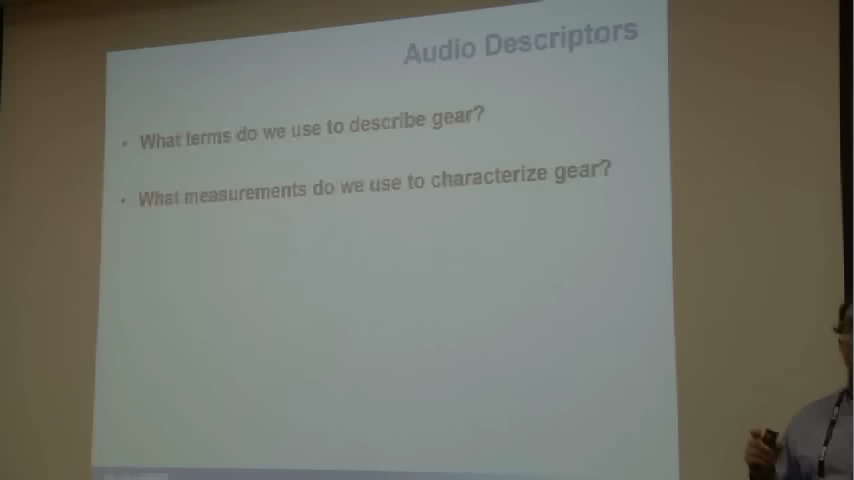 Audio Descriptors
• What terms do we use to describe gear?
• What measurements do we use to characterize gear?